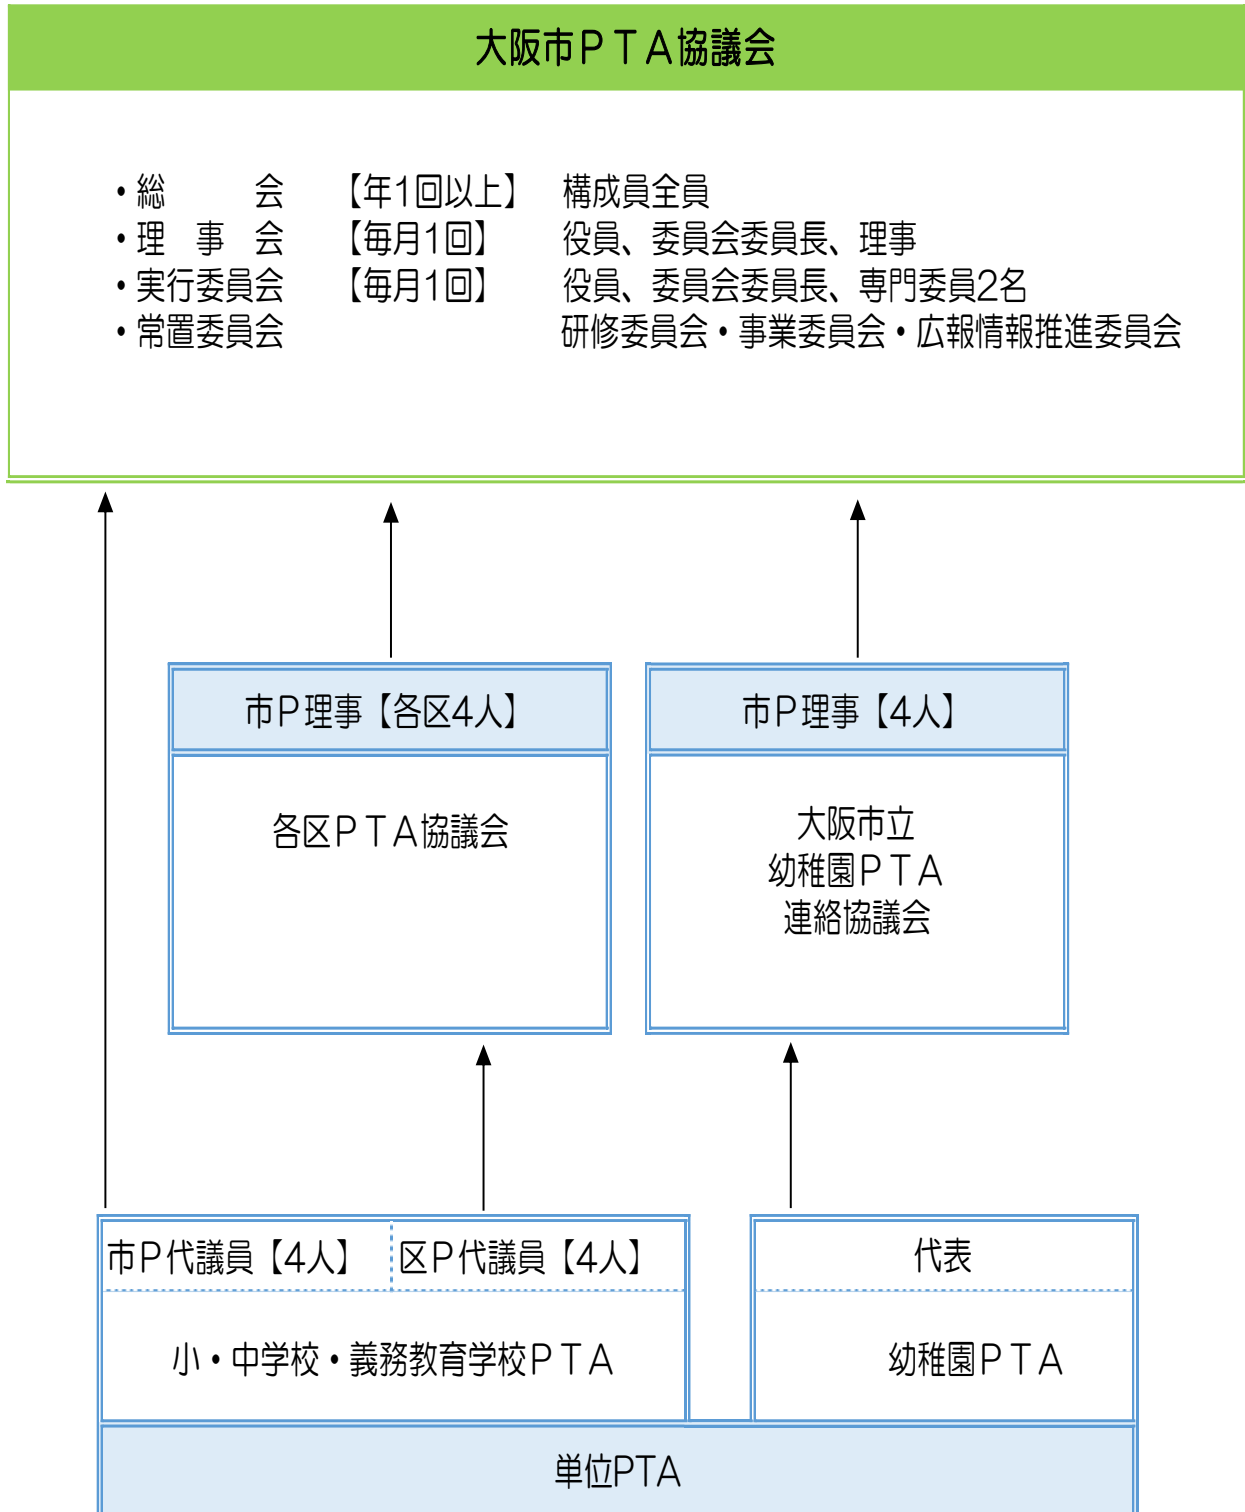 大阪市ＰＴＡ協議会
・総　　　会　【年1回以上】　構成員全員
・理　事　会　【毎月1回】　役員、委員会委員長、理事
・実行委員会　【毎月1回】　役員、委員会委員長、専門委員2名
・常置委員会　研修委員会・事業委員会・広報情報推進委員会
市Ｐ理事【各区4人】
各区ＰＴＡ協議会
市Ｐ理事【4人】
大阪市立
幼稚園ＰＴＡ
連絡協議会
市Ｐ代議員【4人】
区Ｐ代議員【4人】
小・中学校・義務教育学校ＰＴＡ
代表
幼稚園ＰＴＡ
単位PTA